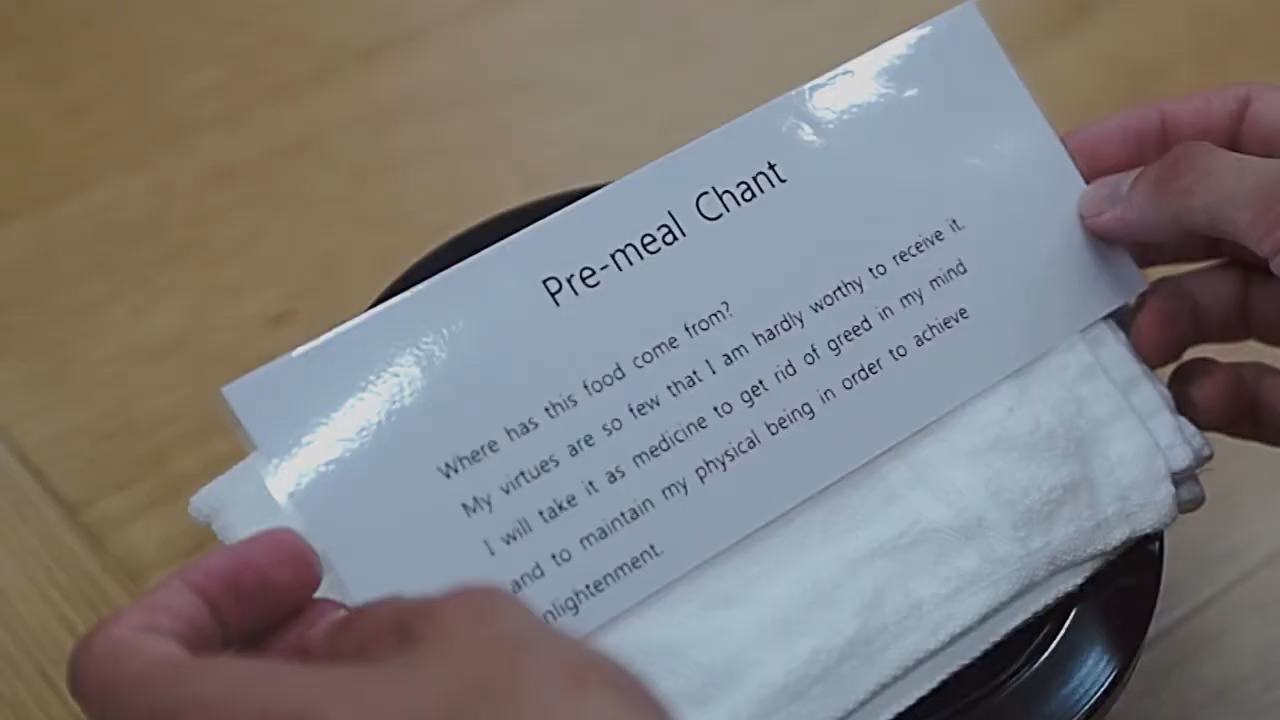 Pre-meal Chant
Where has this food come from?
My virtues are so few that I am hardly worthy to receive it.
I will take it as medicine to get rid of greed in my mind
and to maintain my physical being in order to achieve
nlightenment.